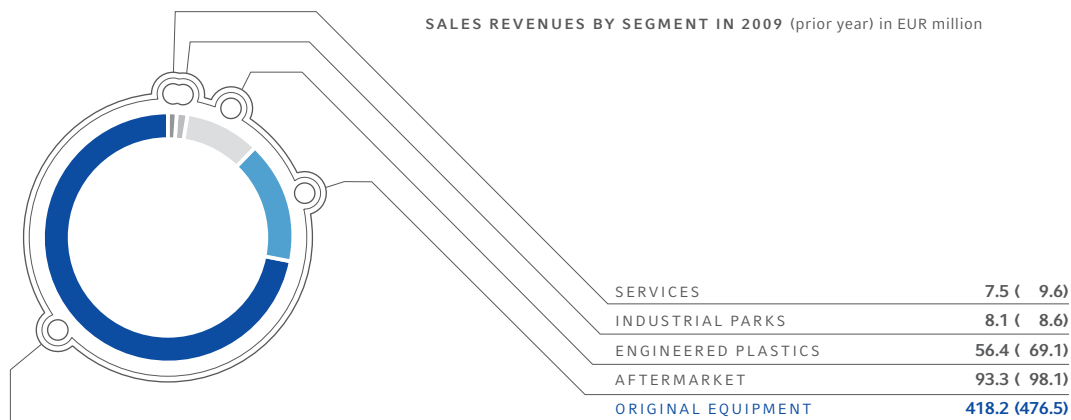 SALES REVENUES BY SEGMENT IN 2009 (prior year) in EUR million
SERVICES 7.5 ( 9.6)
INDUSTRIAL PARKS 8.1 ( 8.6)
ENGINEERED PLASTICS 56.4 ( 69.1)
AFTERMARKET 93.3 ( 98.1)
ORIGINAL EQUIPMENT 418.2 (476.5)